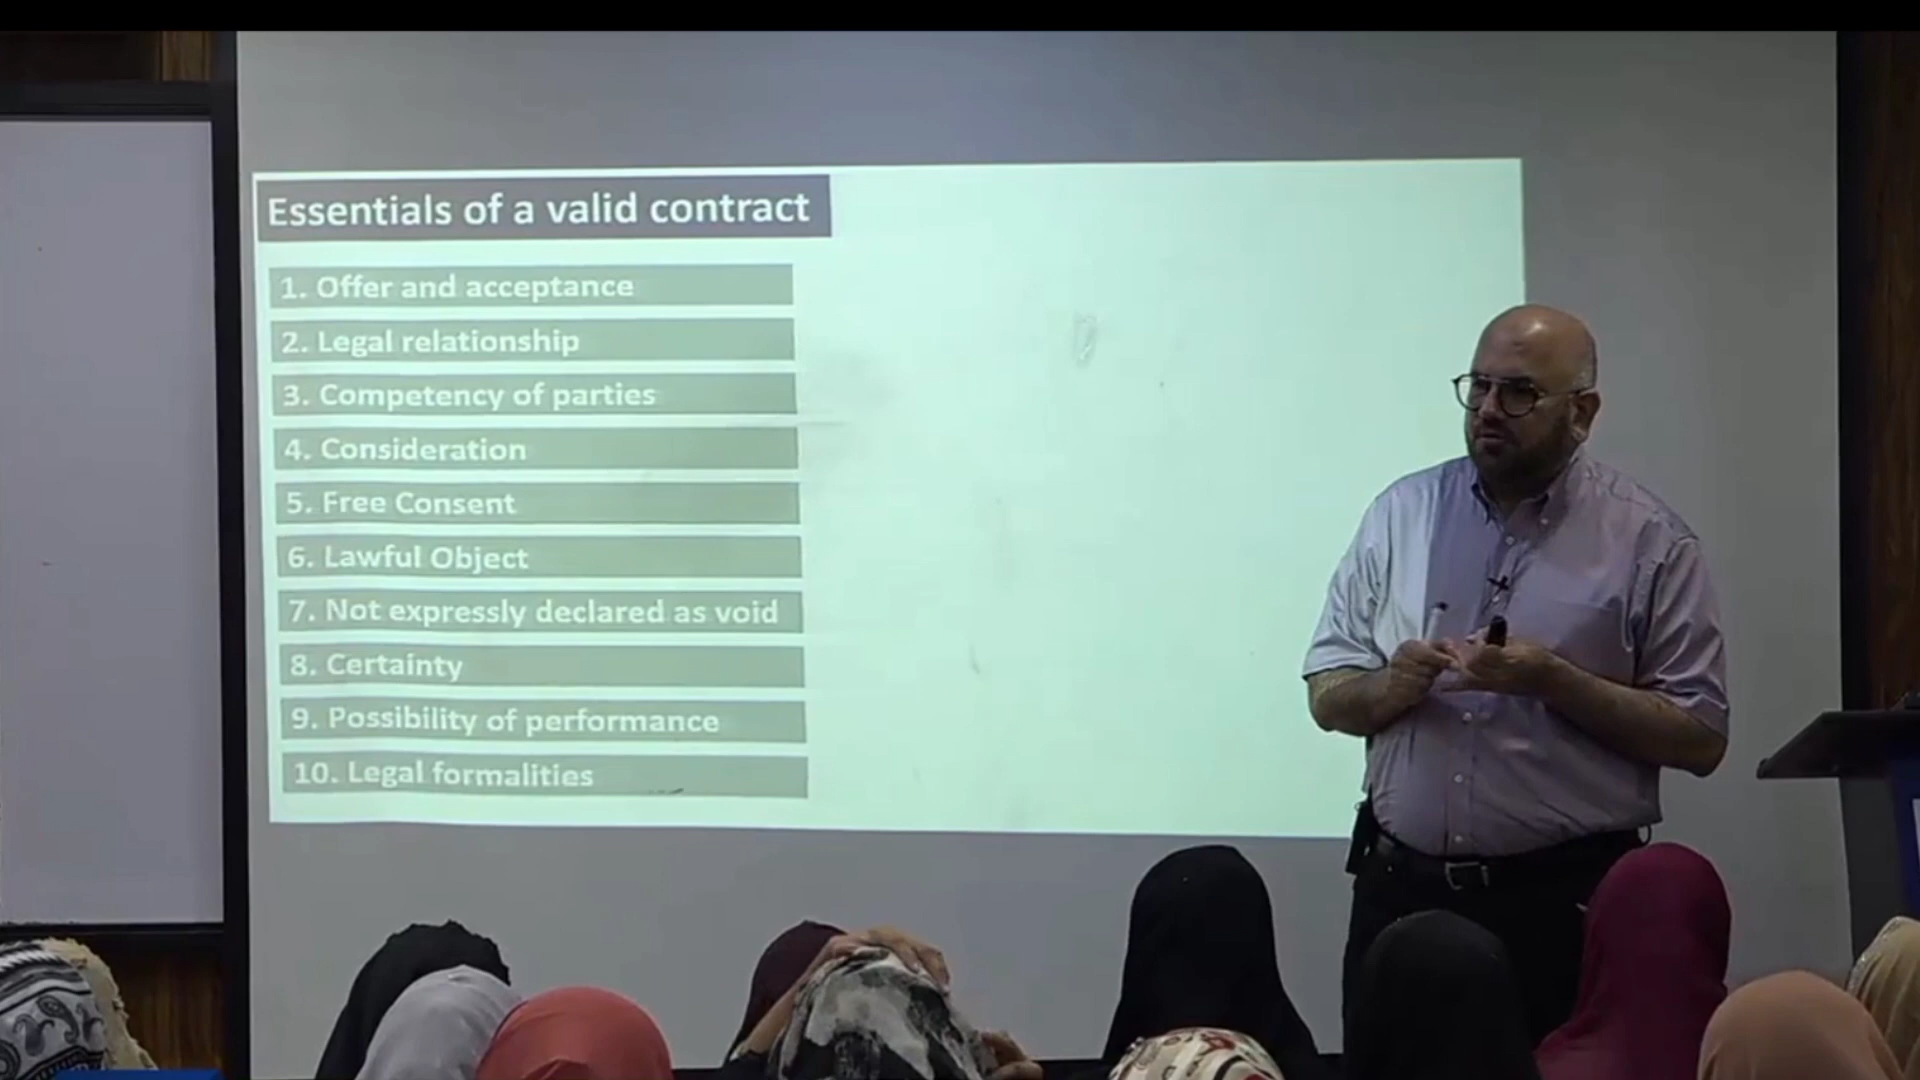 Essentials of a valid contract
1. Offer and acceptance
2. Legal relationship
3. Competency of parties
4. Consideration
5. Free Consent
6. Lawful Object
7. Not expressly declared as void
8. Certainty
9. Possibility of performance
10. Legal formalities